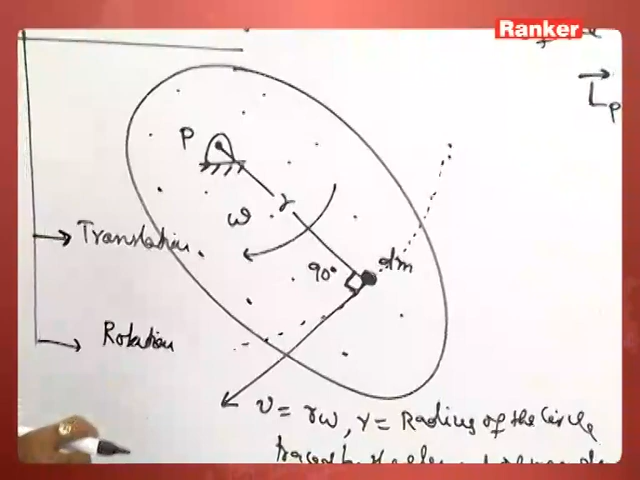 Ranker
L_P
P
r
ω
Translation
dm
90°
Rotation
v = rω, r = Radius of the Circle